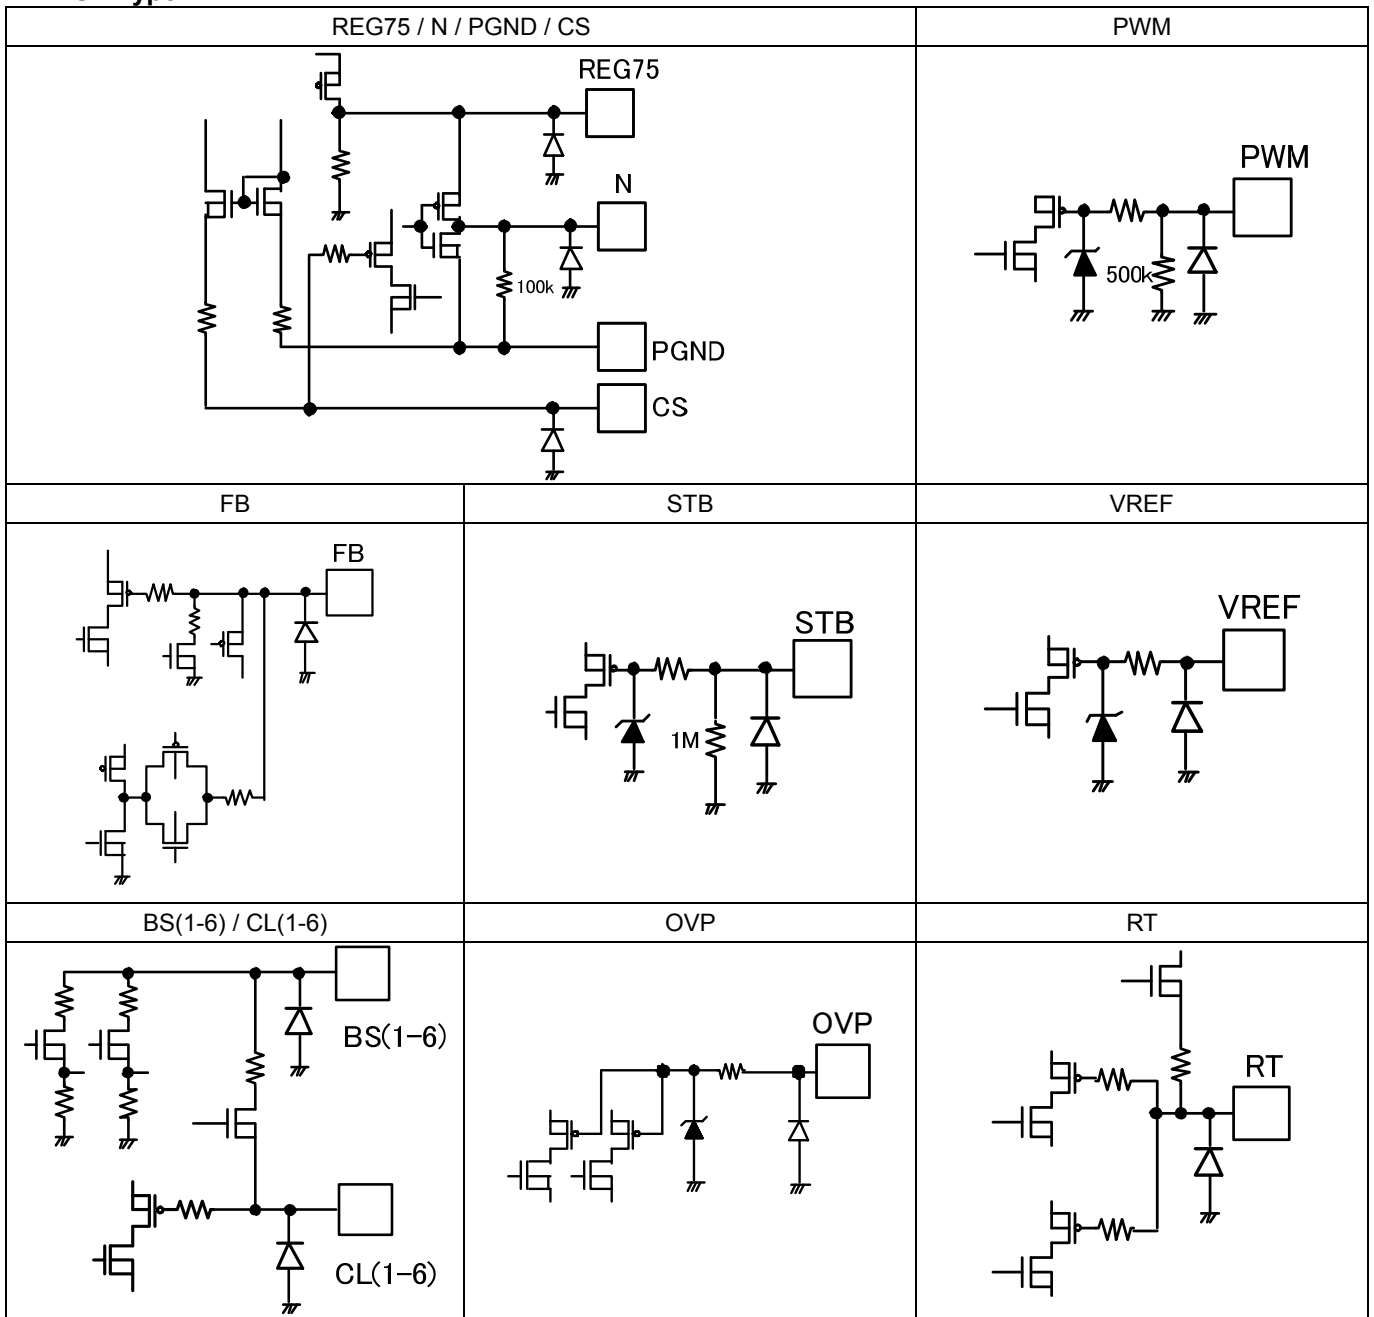 REG75 / N / PGND / CS
PWM
REG75
N
100k
PGND
CS
PWM
500k
FB
STB
VREF
FB
STB
1M
VREF
BS(1-6) / CL(1-6)
OVP
RT
BS(1-6)
CL(1-6)
OVP
RT